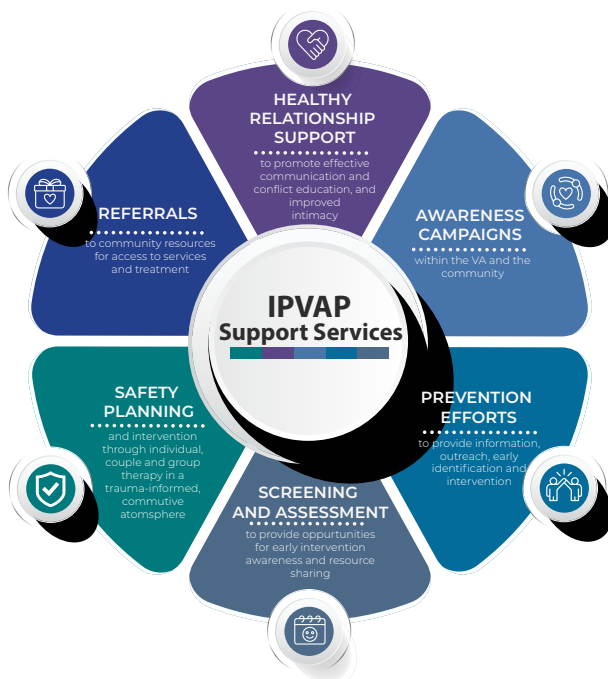 HEALTHY
RELATIONSHIP
SUPPORT
to promote effective
communication and
conflict education, and
improved
intimacy
AWARENESS
CAMPAIGNS
within the VA and the
community
PREVENTION
EFFORTS
to provide information,
outreach, early
identification and
intervention
SCREENING
AND ASSESSMENT
to provide oppurtunities
for early intervention
awareness and resource
sharing
SAFETY
PLANNING
and intervention
through individual,
couple and group
therapy in a
trauma-informed,
commutive
atomsphere
REFERRALS
to community resources
for access to services
and treatment
IPVAP
Support Services